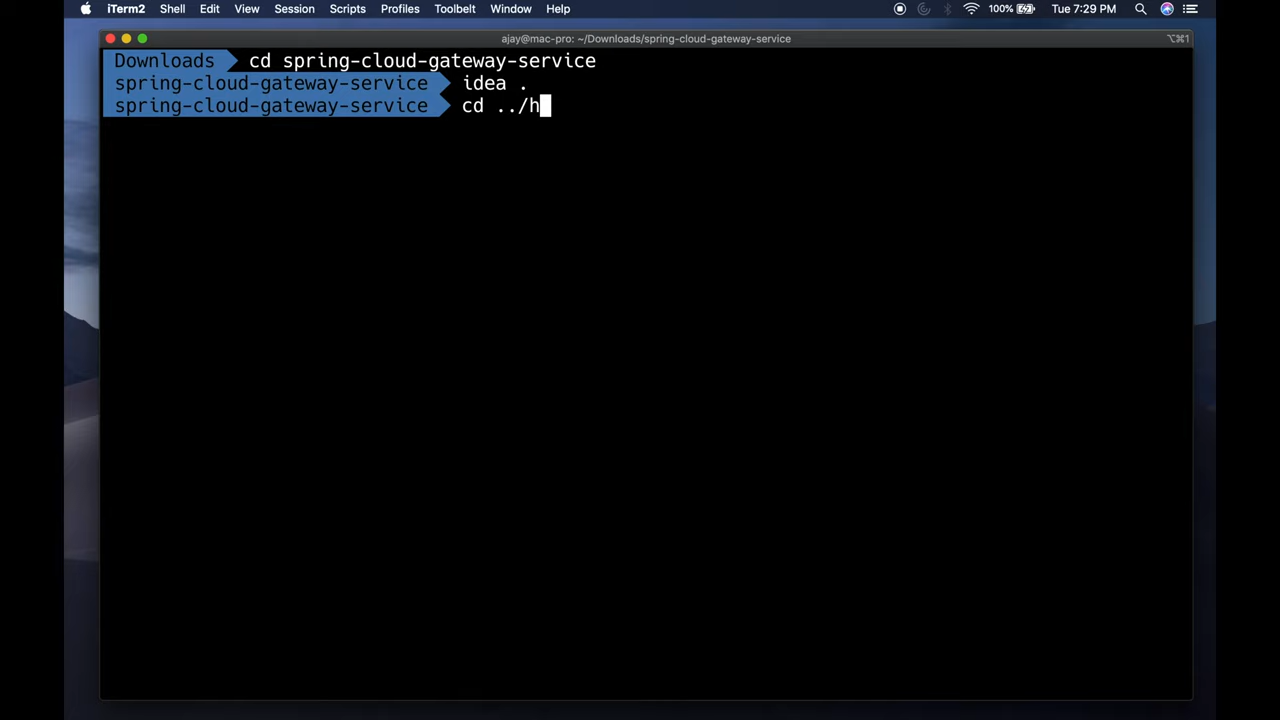 iTerm2 Shell Edit View Session Scripts Profiles Toolbelt Window Help 100% Tue 7:29 PM
ajay@mac-pro: ~/Downloads/spring-cloud-gateway-service ⌥⌘1
Downloads cd spring-cloud-gateway-service
spring-cloud-gateway-service idea .
spring-cloud-gateway-service cd ../h